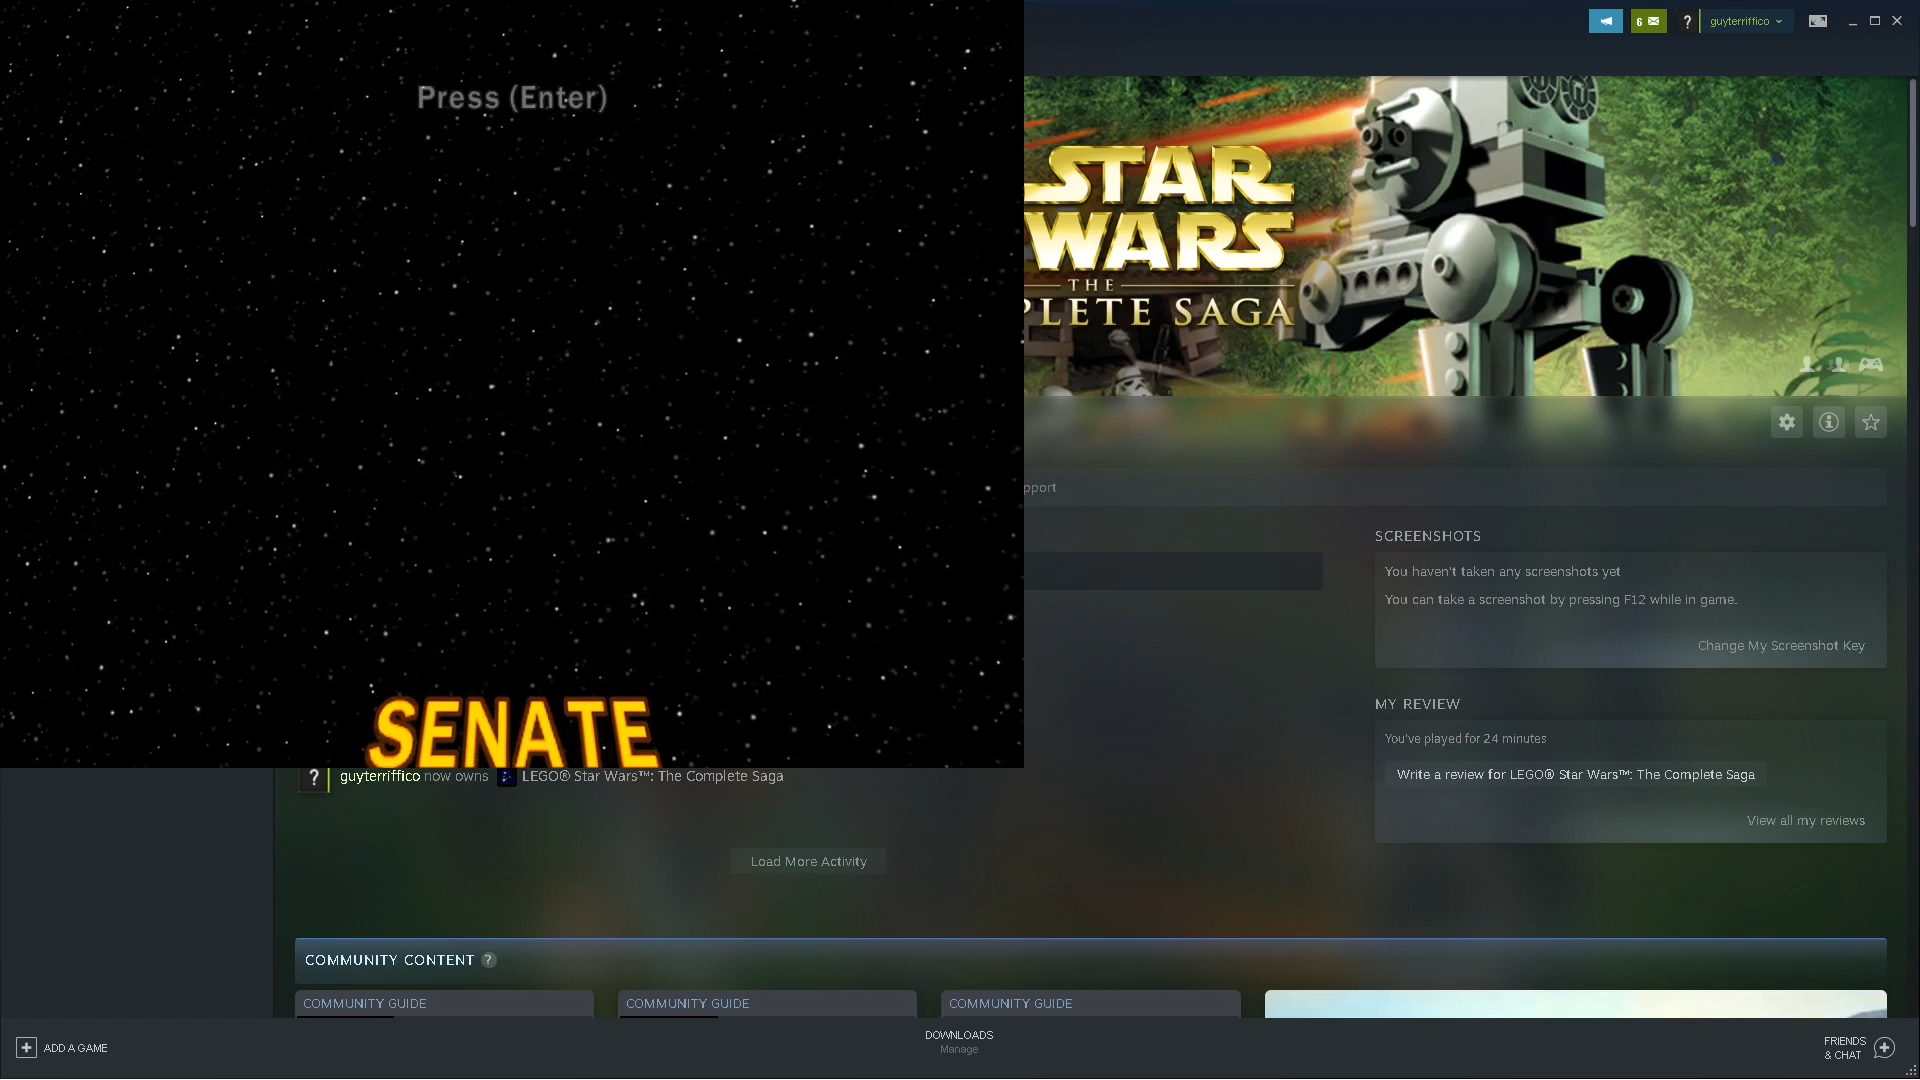 6
?
guyterriffico
Press (Enter)
STAR
WARS
THE
PLETE SAGA
pport
SCREENSHOTS
You haven't taken any screenshots yet
You can take a screenshot by pressing F12 while in game.
Change My Screenshot Key
MY REVIEW
You've played for 24 minutes
Write a review for LEGO® Star Wars™: The Complete Saga
View all my reviews
SENATE
? guyterriffico now owns LEGO® Star Wars™: The Complete Saga
Load More Activity
COMMUNITY CONTENT ?
COMMUNITY GUIDE
COMMUNITY GUIDE
COMMUNITY GUIDE
+ ADD A GAME
DOWNLOADS
Manage
FRIENDS
& CHAT